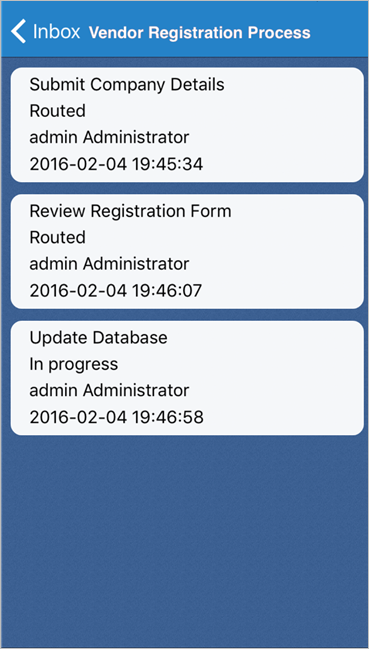 Inbox Vendor Registration Process
Submit Company Details
Routed
admin Administrator
2016-02-04 19:45:34
Review Registration Form
Routed
admin Administrator
2016-02-04 19:46:07
Update Database
In progress
admin Administrator
2016-02-04 19:46:58